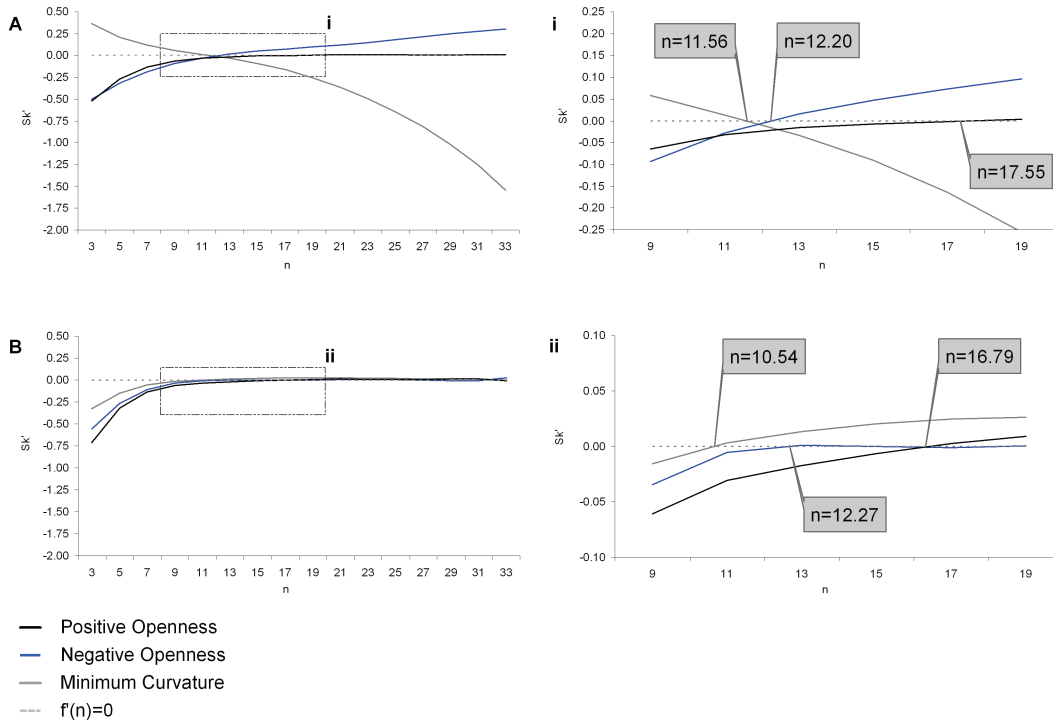 A
0.50
0.25
0.00
-0.25
-0.50
-0.75
-1.00
-1.25
-1.50
-1.75
-2.00
Sk'
i
3 5 7 9 11 13 15 17 19 21 23 25 27 29 31 33
n
i
0.25
0.20
0.15
0.10
0.05
0.00
-0.05
-0.10
-0.15
-0.20
-0.25
Sk'
n=11.56
n=12.20
n=17.55
9 11 13 15 17 19
n
B
0.50
0.25
0.00
-0.25
-0.50
-0.75
-1.00
-1.25
-1.50
-1.75
-2.00
Sk'
ii
3 5 7 9 11 13 15 17 19 21 23 25 27 29 31 33
n
ii
0.10
0.05
0.00
-0.05
-0.10
Sk'
n=10.54
n=16.79
n=12.27
9 11 13 15 17 19
n
Positive Openness
Negative Openness
Minimum Curvature
f'(n)=0